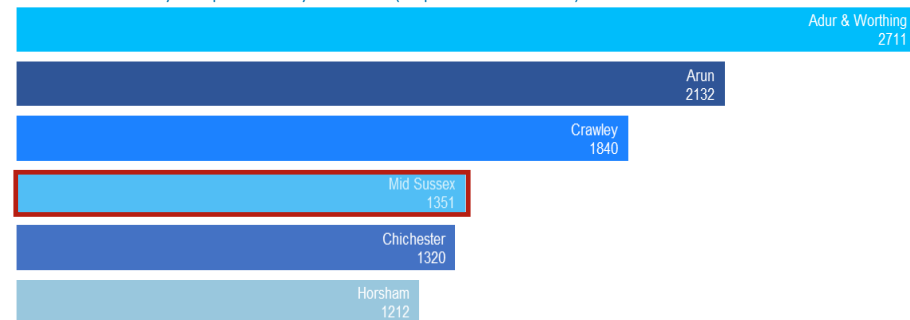 Adur & Worthing
2711
Arun
2132
Crawley
1840
Mid Sussex
1351
Chichester
1320
Horsham
1212